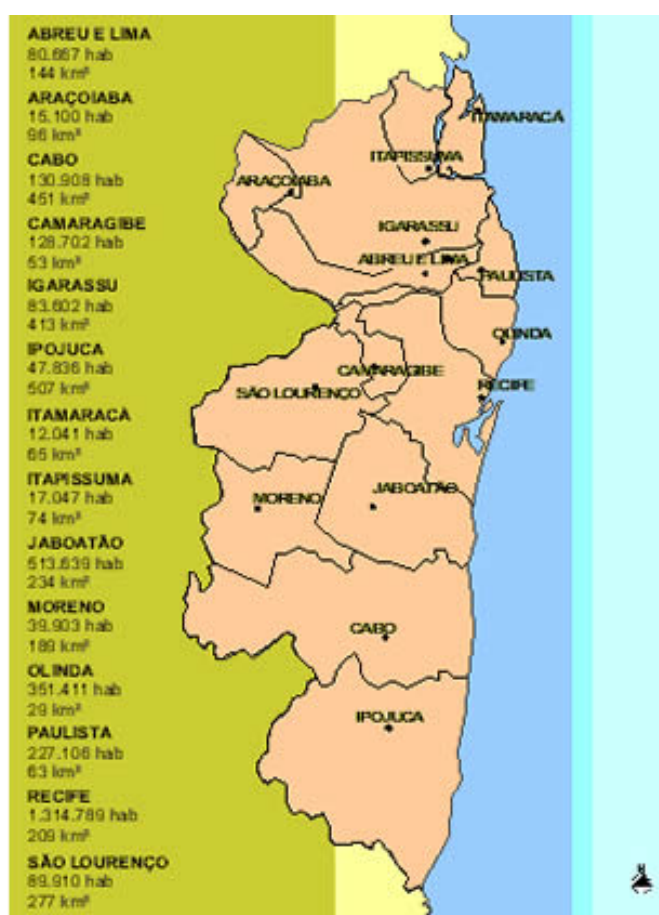 ABREU E LIMA
80.667 hab
144 km²
ARAÇOIABA
15.100 hab
96 km²
CABO
130.908 hab
451 km²
CAMARAGIBE
128.702 hab
53 km²
IGARASSU
83.602 hab
413 km²
IPOJUCA
47.836 hab
507 km²
ITAMARACÁ
12.041 hab
65 km²
ITAPISSUMA
17.047 hab
74 km²
JABOATÃO
513.639 hab
234 km²
MORENO
39.903 hab
189 km²
OLINDA
351.411 hab
29 km²
PAULISTA
227.106 hab
63 km²
RECIFE
1.314.789 hab
209 km²
SÃO LOURENÇO
89.910 hab
277 km²
ITAMARACÁ
ITAPISSUMA
ARAÇOIABA
IGARASSU
ABREU E LIMA
PAULISTA
OLINDA
CAMARAGIBE
RECIFE
SÃO LOURENÇO
JABOATÃO
MORENO
CABO
IPOJUCA